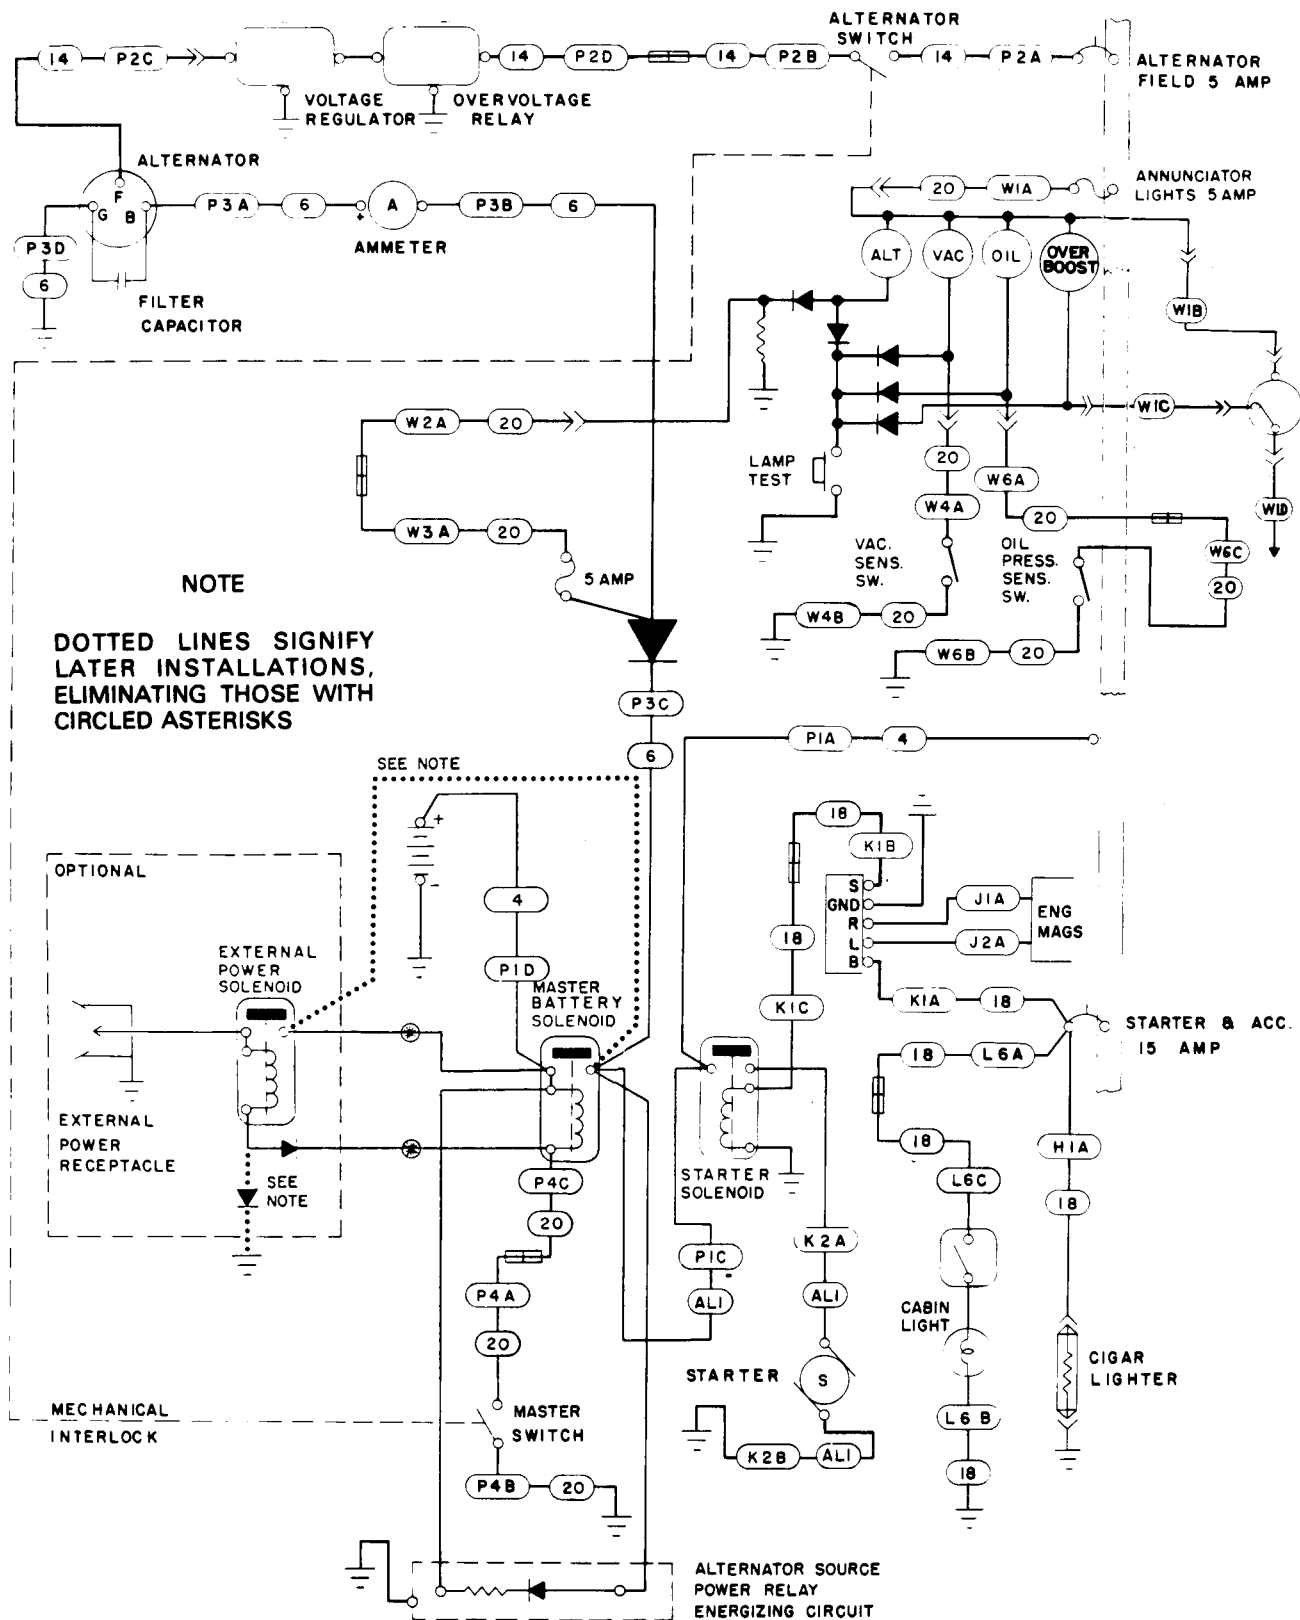 ALTERNATOR
SWITCH
14
P2C
14
P2D
14
P2B
14
P2A
ALTERNATOR
FIELD 5 AMP
VOLTAGE
REGULATOR
OVERVOLTAGE
RELAY
ALTERNATOR
F
G
B
P3A
6
+
A
P3B
6
AMMETER
P3D
6
FILTER
CAPACITOR
20
W1A
ANNUNCIATOR
LIGHTS 5 AMP
ALT
VAC
OIL
OVER
BOOST
W1B
W1C
W1D
W2A
20
W3A
20
5 AMP
LAMP
TEST
20
W4A
W6A
20
W6C
20
VAC.
SENS.
SW.
OIL
PRESS.
SENS.
SW.
W4B
20
W6B
20
NOTE
DOTTED LINES SIGNIFY
LATER INSTALLATIONS,
ELIMINATING THOSE WITH
CIRCLED ASTERISKS
P3C
6
P1A
4
SEE NOTE
+
-
4
P1D
OPTIONAL
EXTERNAL
POWER
SOLENOID
MASTER
BATTERY
SOLENOID
EXTERNAL
POWER
RECEPTACLE
SEE
NOTE
18
K1B
18
K1C
S
GND
R
L
B
J1A
J2A
ENG
MAGS
K1A
18
18
L6A
STARTER & ACC.
15 AMP
18
L6C
H1A
18
STARTER
SOLENOID
P4C
20
P4A
20
P1C
AL1
K2A
AL1
CABIN
LIGHT
CIGAR
LIGHTER
STARTER
S
K2B
AL1
L6B
18
MECHANICAL
INTERLOCK
MASTER
SWITCH
P4B
20
ALTERNATOR SOURCE
POWER RELAY
ENERGIZING CIRCUIT